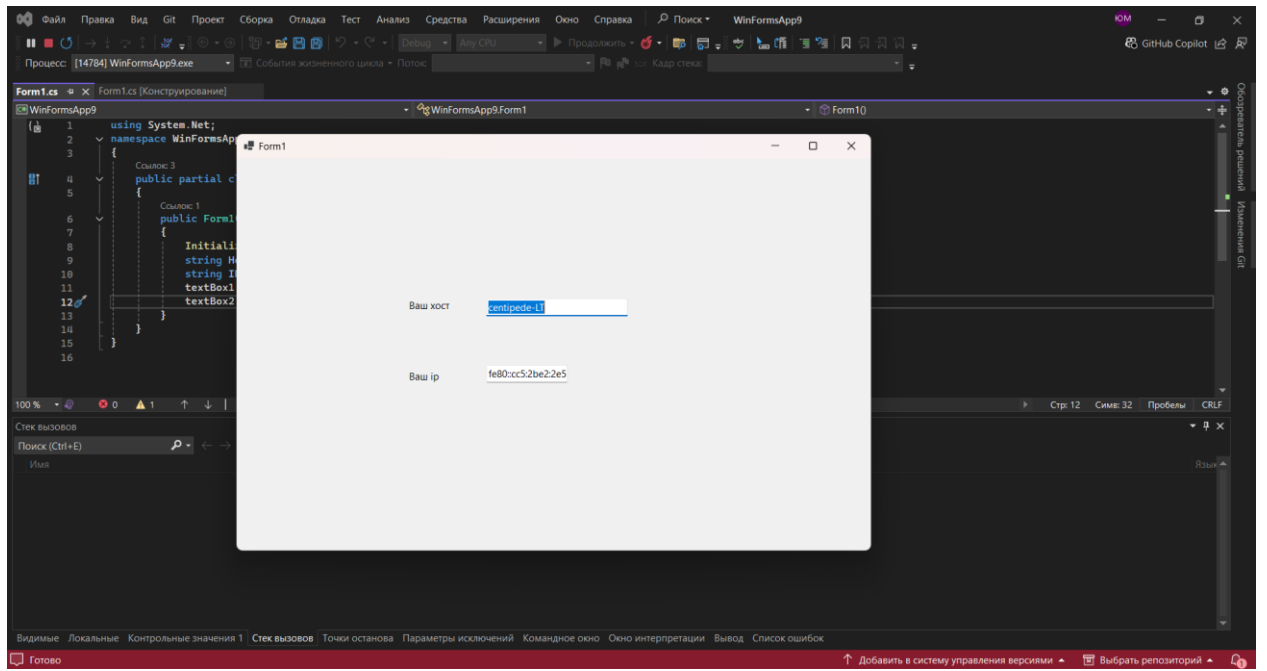 Файл Правка Вид Git Проект Сборка Отладка Тест Анализ Средства Расширения Окно Справка Поиск WinFormsApp9 ЮМ
Debug Any CPU Продолжить GitHub Copilot
Процесс: [14784] WinFormsApp9.exe События жизненного цикла Поток: Кадр стека:
Form1.cs Form1.cs [Конструирование]
WinFormsApp9 WinFormsApp9.Form1 Form1()
1 using System.Net;
2 namespace WinFormsAp
3 {
Ссылок: 3
4 public partial c
5 {
Ссылок: 1
6 public Form1
7 {
8 Initiali
9 string H
10 string I
11 textBox1
12 textBox2
13 }
14 }
15 }
16
Form1
Ваш хост centipede-LT
Ваш ip fe80::cc5:2be2:2e5
Обозреватель решений
Изменения Git
100 % 0 1 Стр: 12 Симв: 32 Пробелы CRLF
Стек вызовов
Поиск (Ctrl+E)
Имя Язык
Видимые Локальные Контрольные значения 1 Стек вызовов Точки останова Параметры исключений Командное окно Окно интерпретации Вывод Список ошибок
Готово Добавить в систему управления версиями Выбрать репозиторий 1